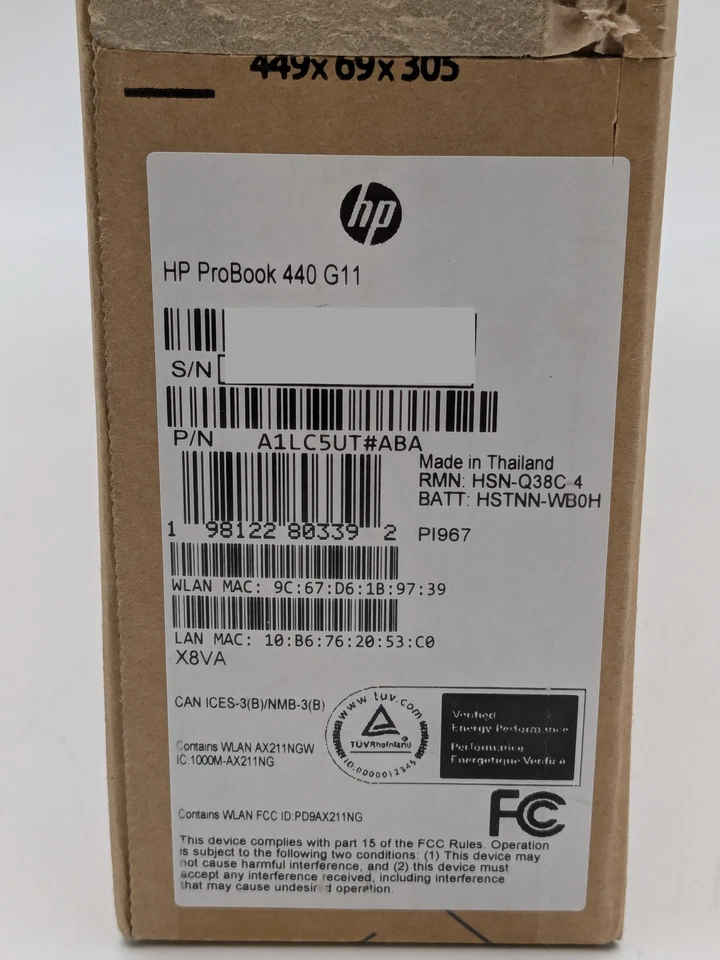 449x69x305
hp
HP ProBook 440 G11
S/N
P/N A1LC5UT#ABA
Made in Thailand
RMN: HSN-Q38C-4
BATT: HSTNN-WB0H
1 98122 80339 2
PI967
WLAN MAC: 9C:67:D6:1B:97:39
LAN MAC: 10:B6:76:20:53:C0
X8VA
CAN ICES-3(B)/NMB-3(B)
Contains WLAN AX211NGW
IC:1000M-AX211NG
www.tuv.com
TÜVRheinland®
ID.0000012345
Verified
Energy Performance
Performance
Énergétique Vérifiée
FC
Contains WLAN FCC ID:PD9AX211NG
This device complies with part 15 of the FCC Rules. Operation
is subject to the following two conditions: (1) This device may
not cause harmful interference, and (2) this device must
accept any interference received, including interference
that may cause undesired operation.